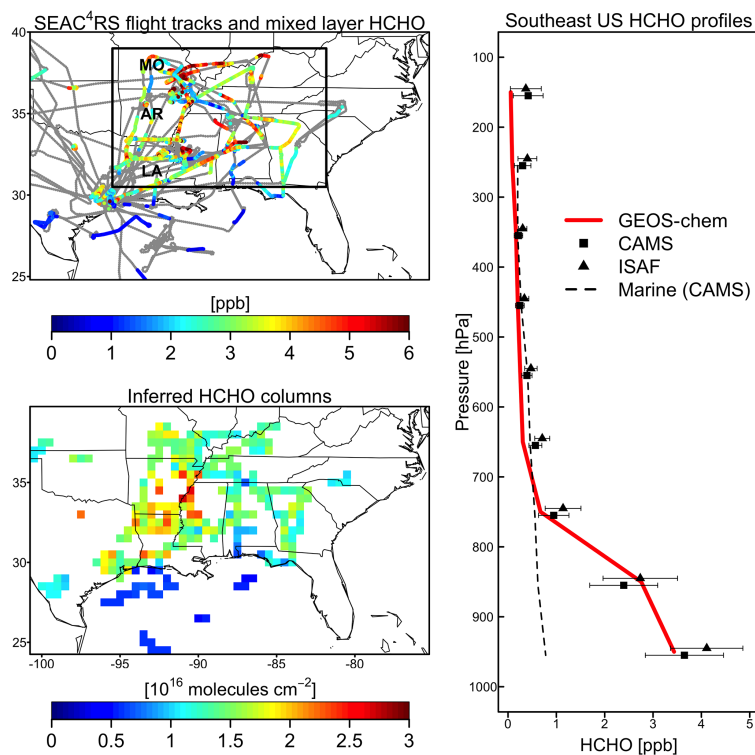 SEAC⁴RS flight tracks and mixed layer HCHO
40
35
30
25
MO
AR
LA
[ppb]
0 1 2 3 4 5 6
Inferred HCHO columns
35
30
25
-100 -95 -90 -85 -80
[10¹⁶ molecules cm⁻²]
0 0.5 1 1.5 2 2.5 3
Southeast US HCHO profiles
100
200
300
400
500
600
700
800
900
1000
Pressure [hPa]
GEOS-chem
CAMS
ISAF
Marine (CAMS)
0 1 2 3 4 5
HCHO [ppb]